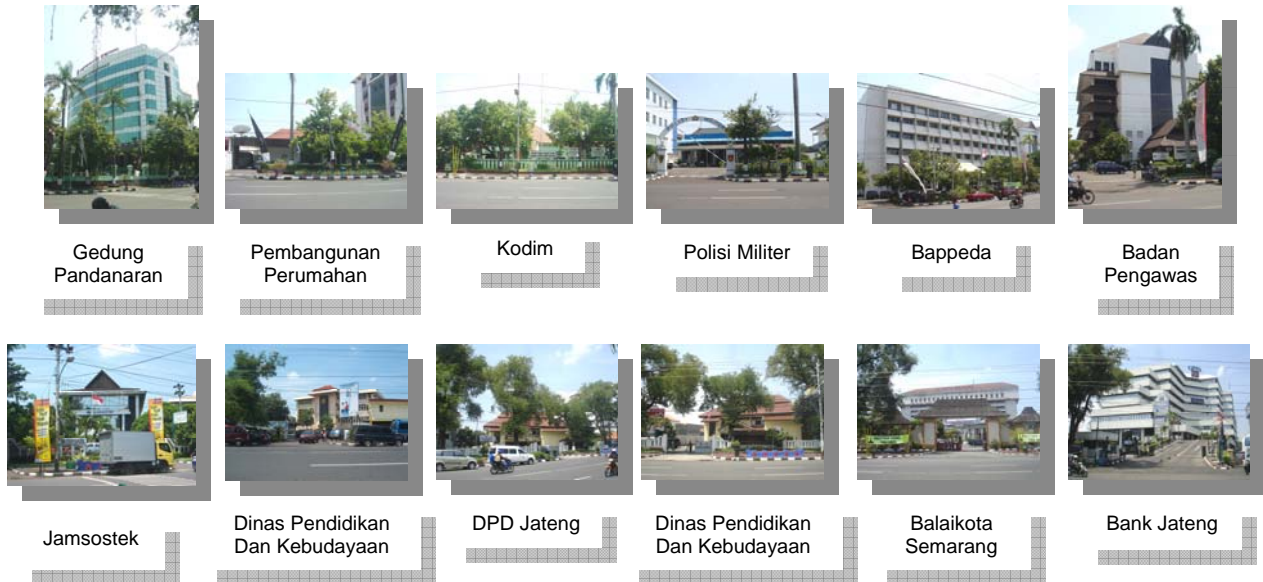 Gedung
Pandanaran
Pembangunan
Perumahan
Kodim
Polisi Militer
Bappeda
Badan
Pengawas
Jamsostek
Dinas Pendidikan
Dan Kebudayaan
DPD Jateng
Dinas Pendidikan
Dan Kebudayaan
Balaikota
Semarang
Bank Jateng